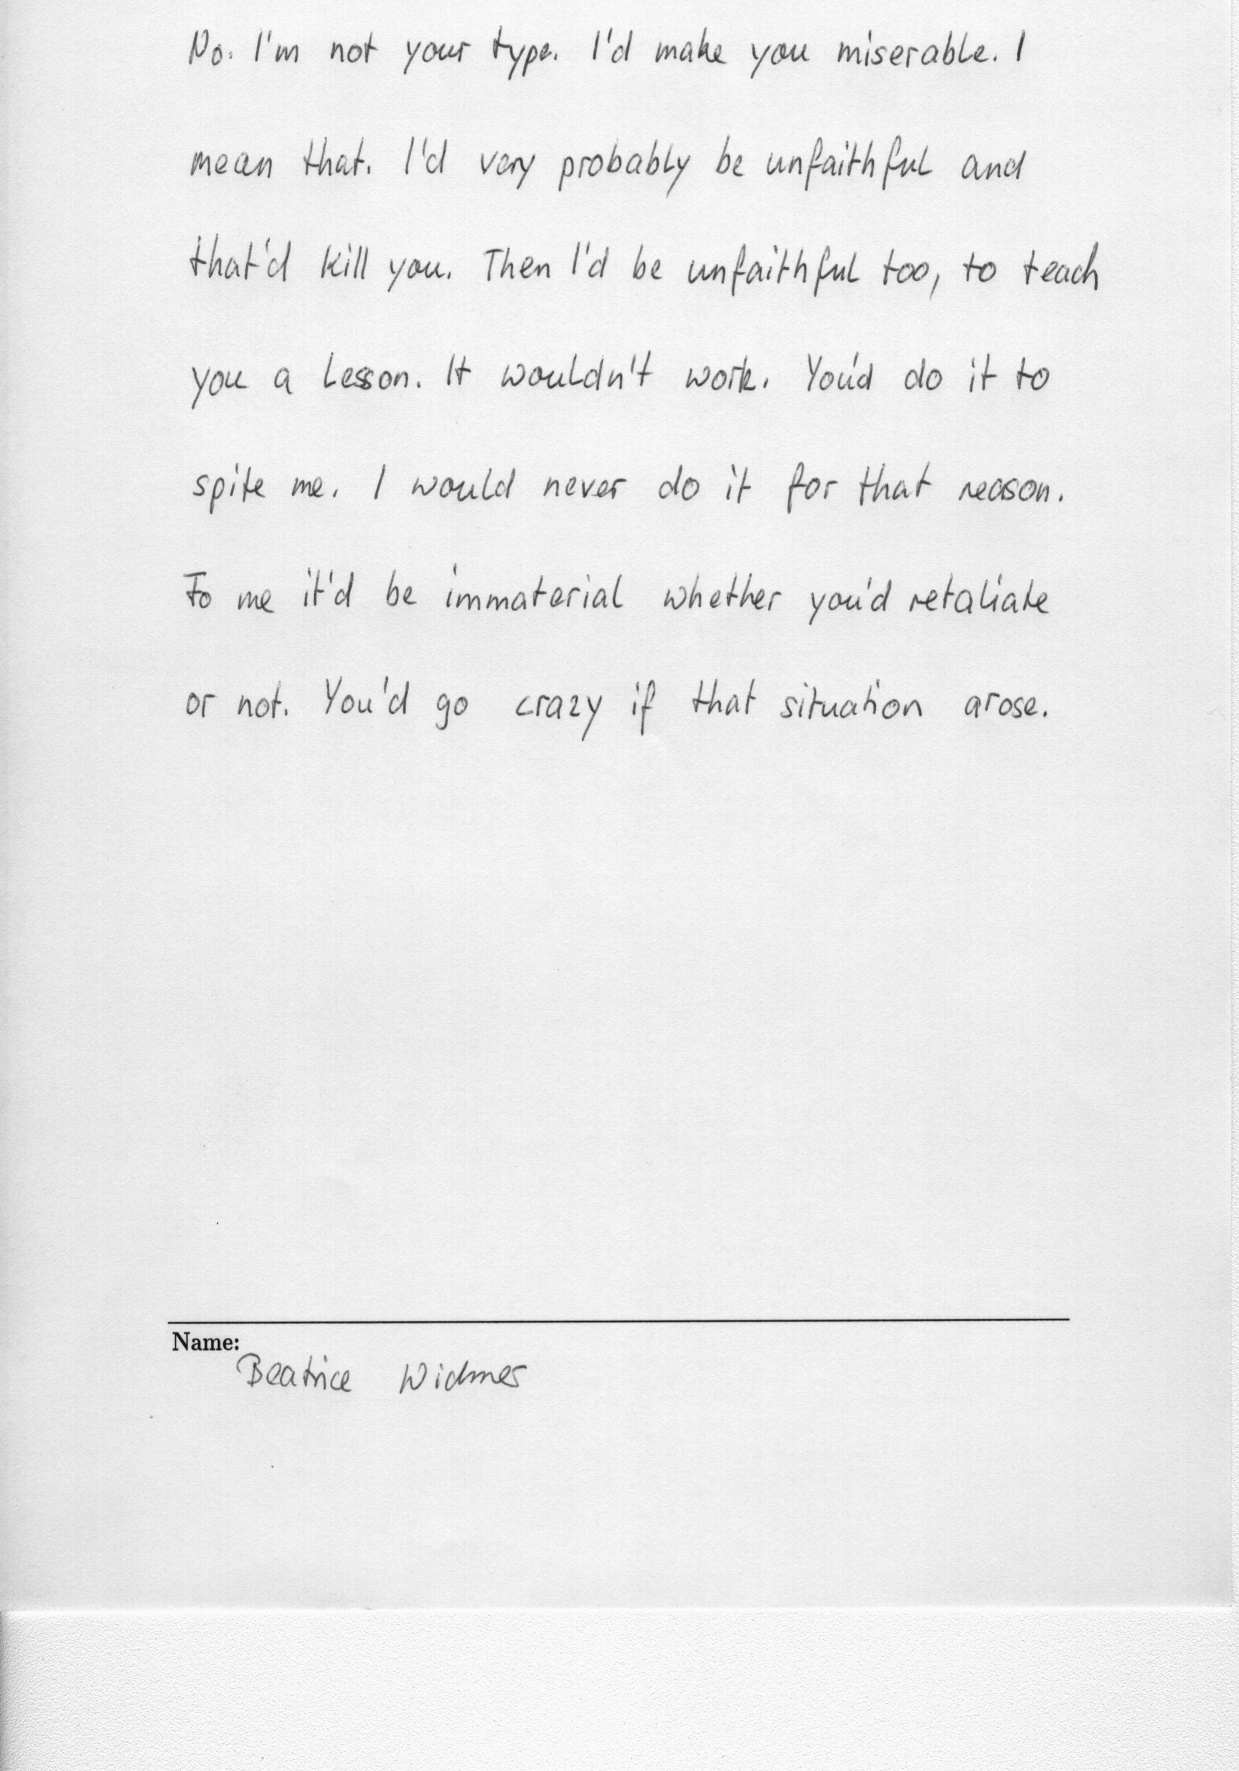 No. I'm not your type. I'd make you miserable. I
mean that. I'd very probably be unfaithful and
that'd kill you. Then I'd be unfaithful too, to teach
you a lesson. It wouldn't work. You'd do it to
spite me. I would never do it for that reason.
To me it'd be immaterial whether you'd retaliate
or not. You'd go crazy if that situation arose.
Name:
Beatrice Widmer